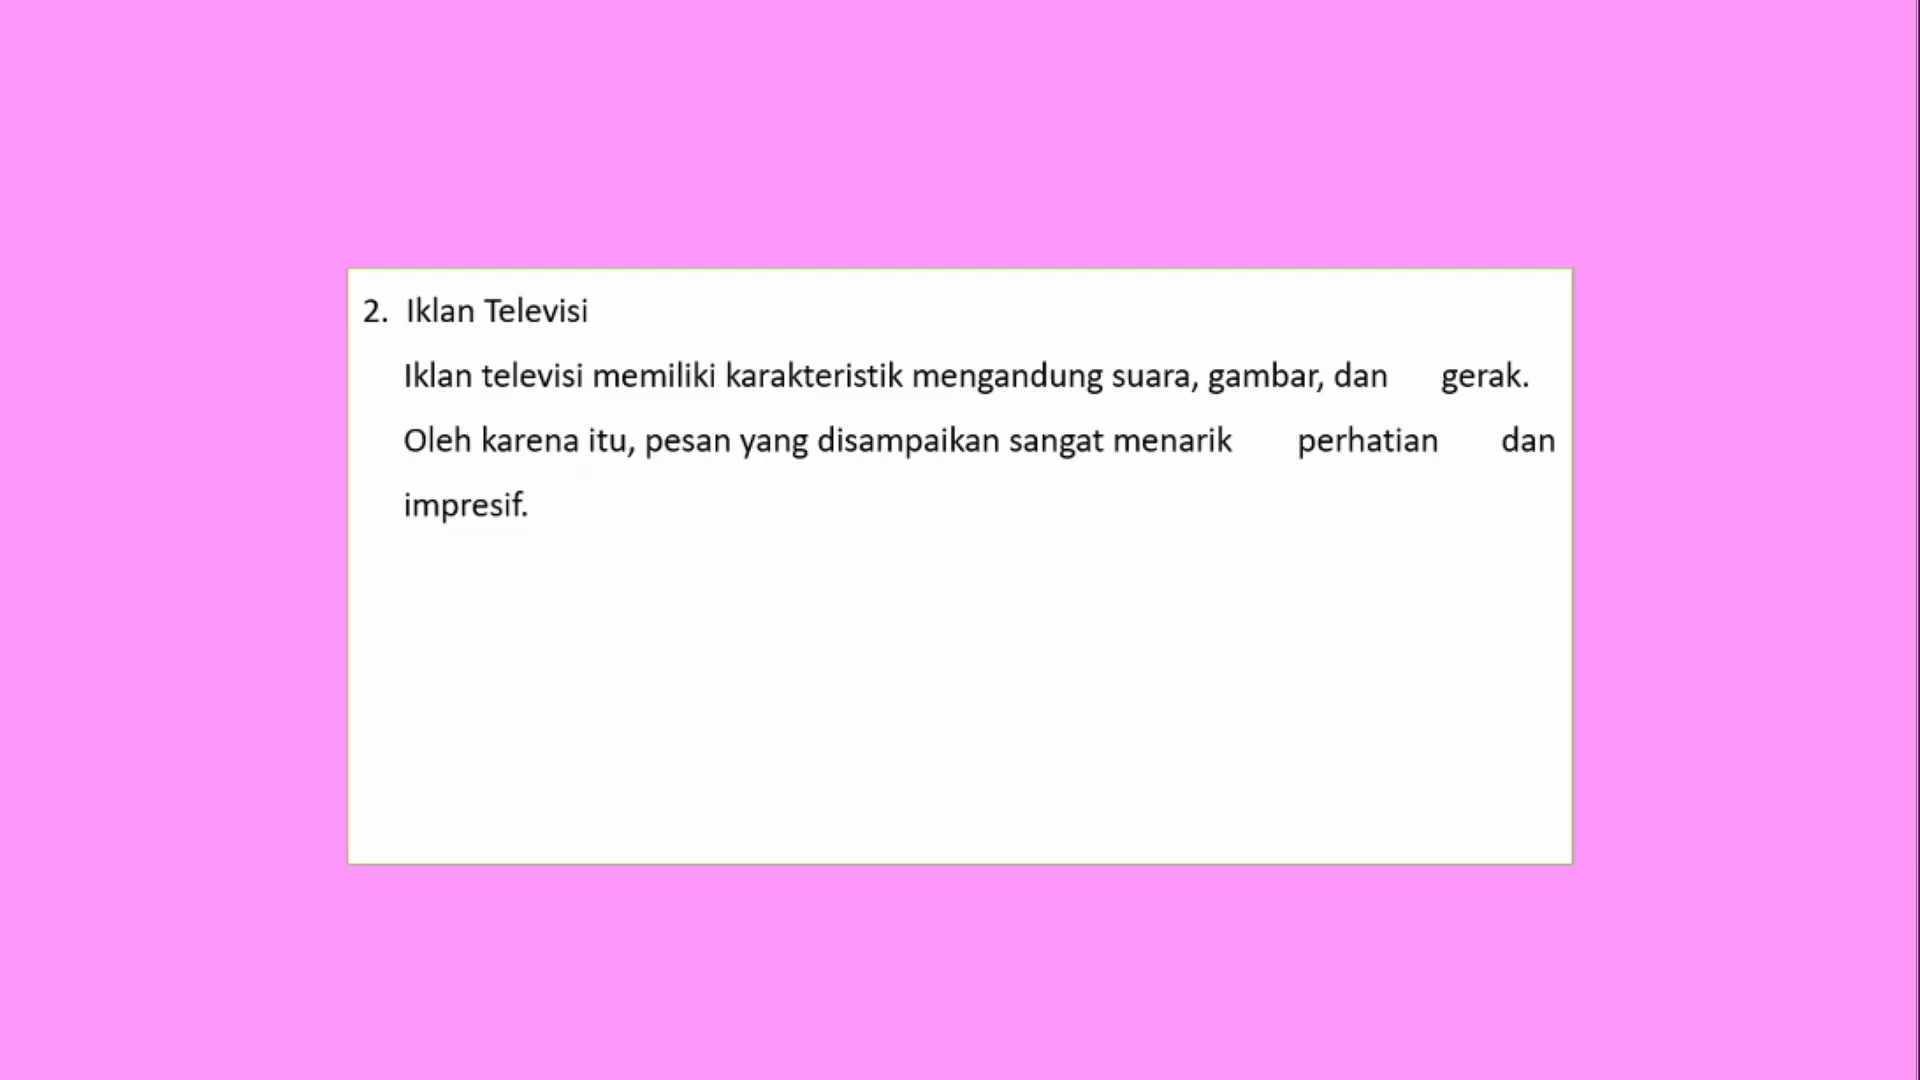 2. Iklan Televisi
Iklan televisi memiliki karakteristik mengandung suara, gambar, dan gerak.
Oleh karena itu, pesan yang disampaikan sangat menarik perhatian dan
impresif.